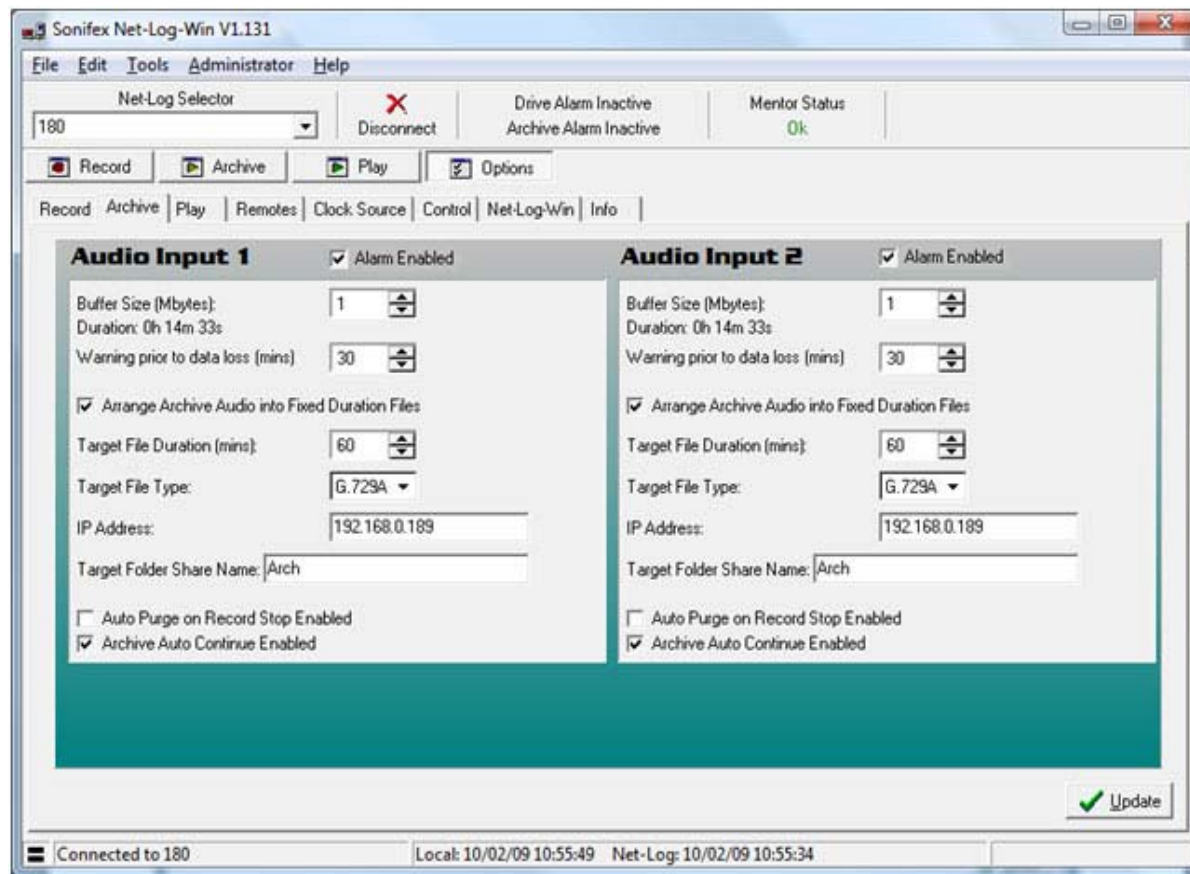 Sonifex Net-Log-Win V1.131
File Edit Tools Administrator Help
Net-Log Selector
180
Disconnect
Drive Alarm Inactive
Archive Alarm Inactive
Mentor Status
Ok
Record Archive Play Options
Record Archive Play Remotes Clock Source Control Net-Log-Win Info
Audio Input 1 Alarm Enabled
Buffer Size (Mbytes): 1
Duration: 0h 14m 33s
Warning prior to data loss (mins) 30
Arrange Archive Audio into Fixed Duration Files
Target File Duration (mins): 60
Target File Type: G.729A
IP Address: 192.168.0.189
Target Folder Share Name: Arch
Auto Purge on Record Stop Enabled
Archive Auto Continue Enabled
Audio Input 2 Alarm Enabled
Buffer Size (Mbytes): 1
Duration: 0h 14m 33s
Warning prior to data loss (mins) 30
Arrange Archive Audio into Fixed Duration Files
Target File Duration (mins): 60
Target File Type: G.729A
IP Address: 192.168.0.189
Target Folder Share Name: Arch
Auto Purge on Record Stop Enabled
Archive Auto Continue Enabled
Update
Connected to 180 Local: 10/02/09 10:55:49 Net-Log: 10/02/09 10:55:34